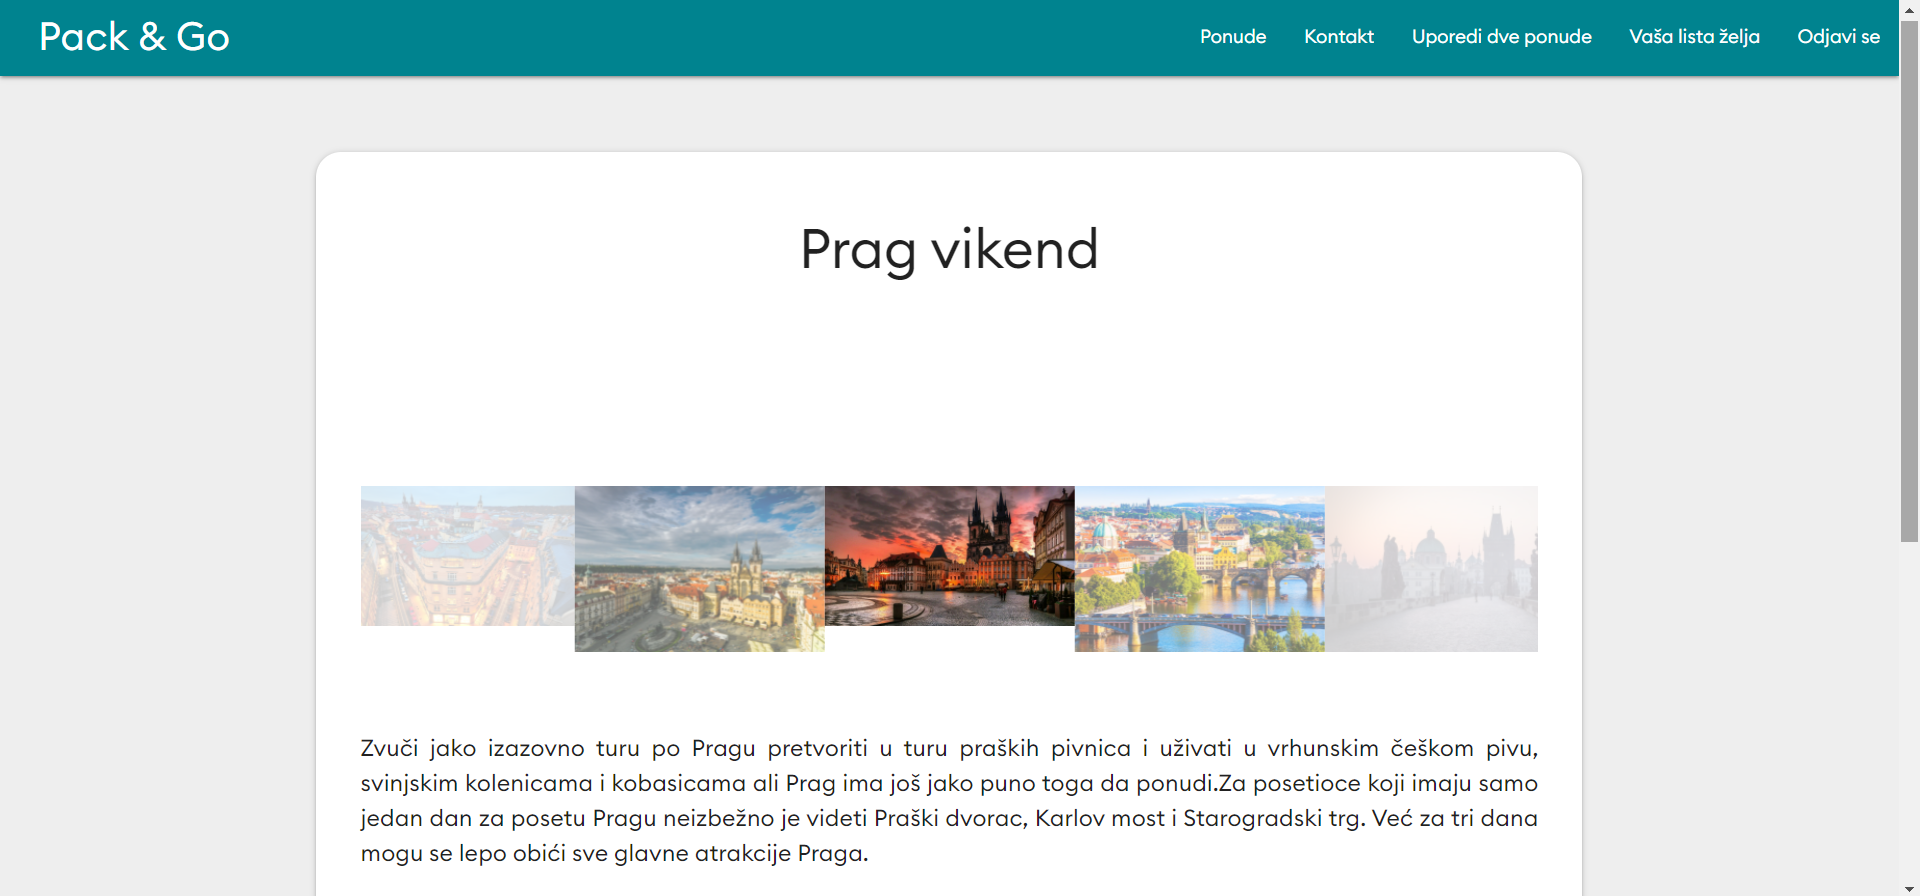 Pack & Go
Ponude
Kontakt
Uporedi dve ponude
Vaša lista želja
Odjavi se
Prag vikend
Zvuči jako izazovno turu po Pragu pretvoriti u turu praških pivnica i uživati u vrhunskim češkom pivu,
svinjskim kolenicama i kobasicama ali Prag ima još jako puno toga da ponudi.Za posetioce koji imaju samo
jedan dan za posetu Pragu neizbežno je videti Praški dvorac, Karlov most i Starogradski trg. Već za tri dana
mogu se lepo obići sve glavne atrakcije Praga.